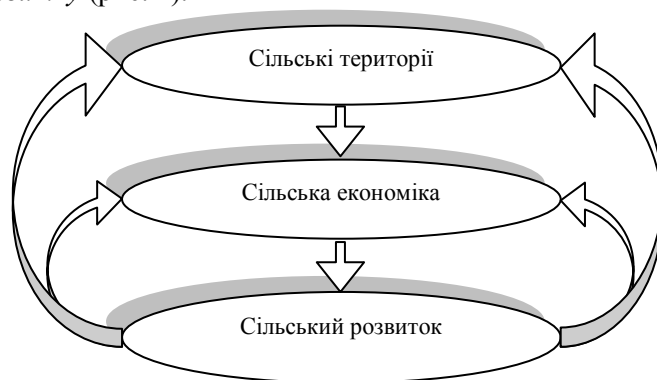 Сільські території
Сільська економіка
Сільський розвиток